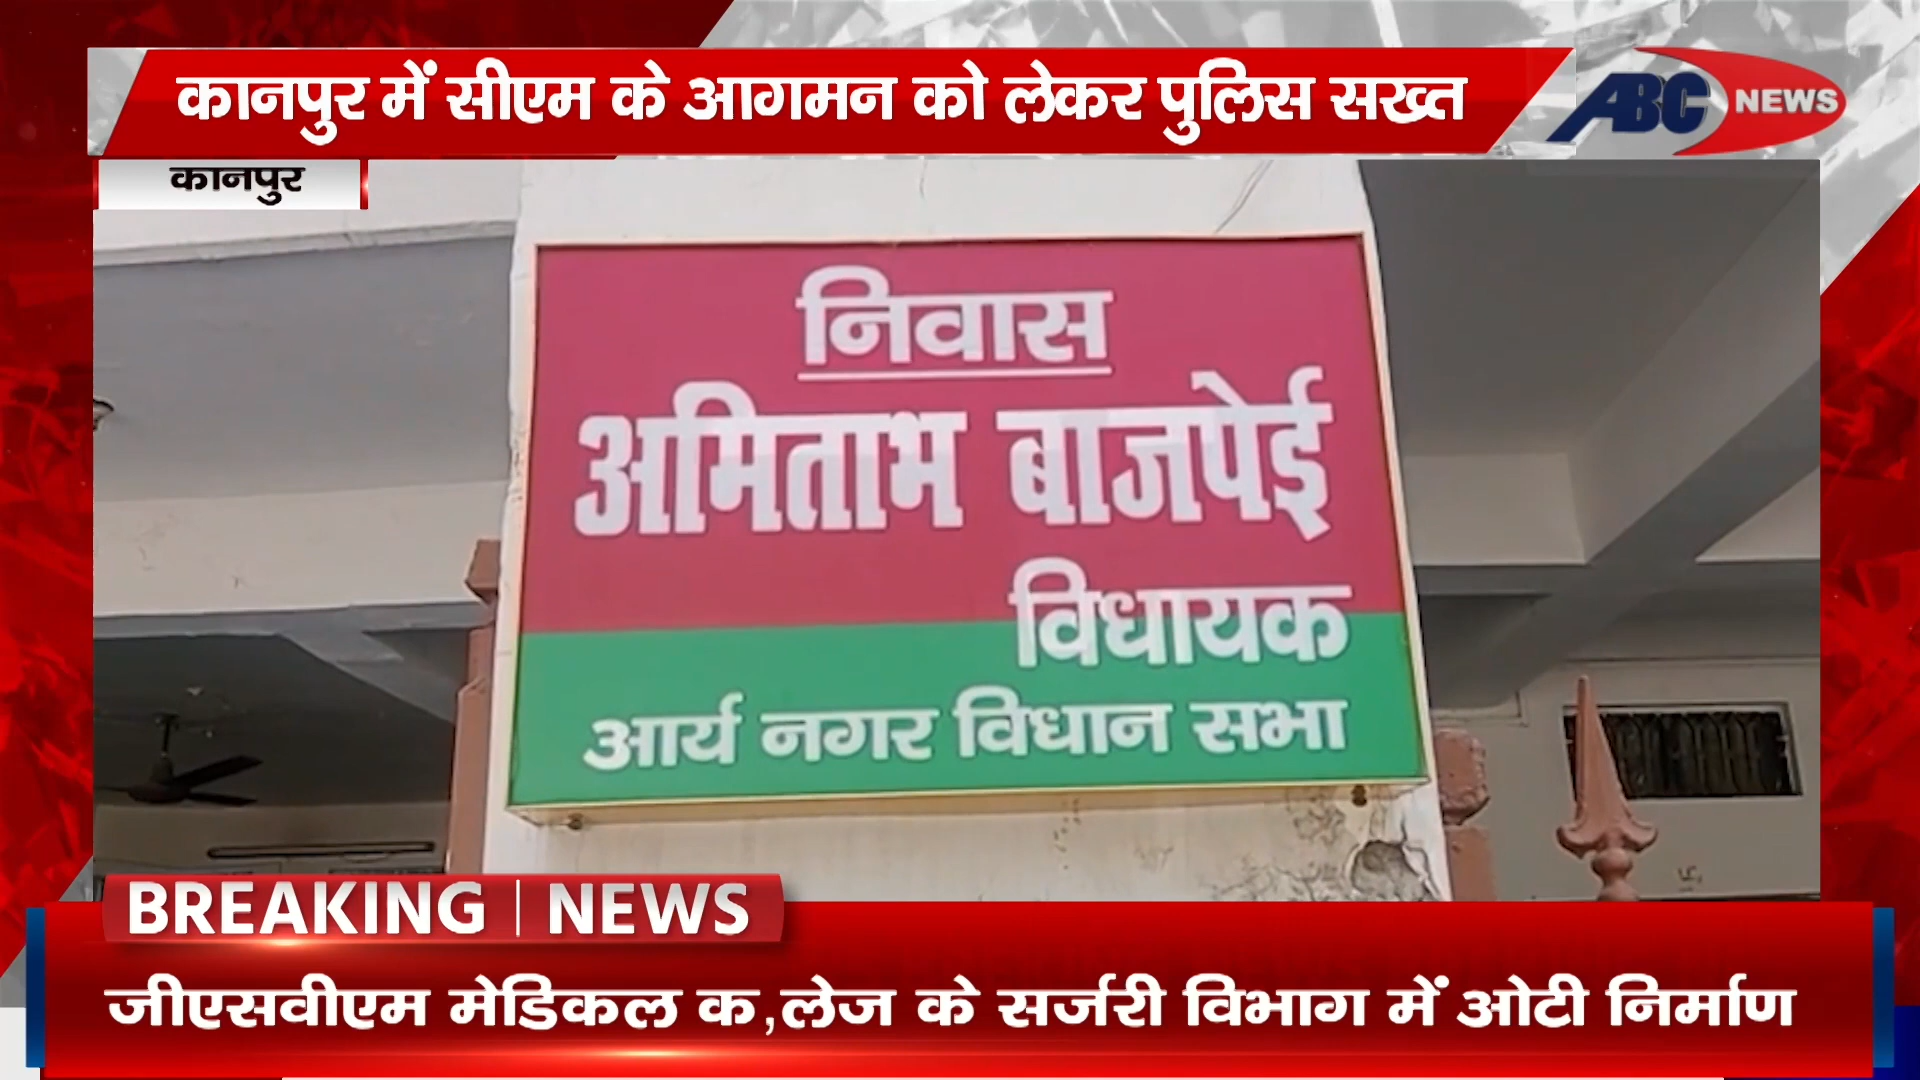 कानपुर में सीएम के आगमन को लेकर पुलिस सख्त
ABC NEWS
कानपुर
निवास
अमिताभ बाजपेई
विधायक
आर्य नगर विधान सभा
BREAKING | NEWS
जीएसवीएम मेडिकल क,लेज के सर्जरी विभाग में ओटी निर्माण